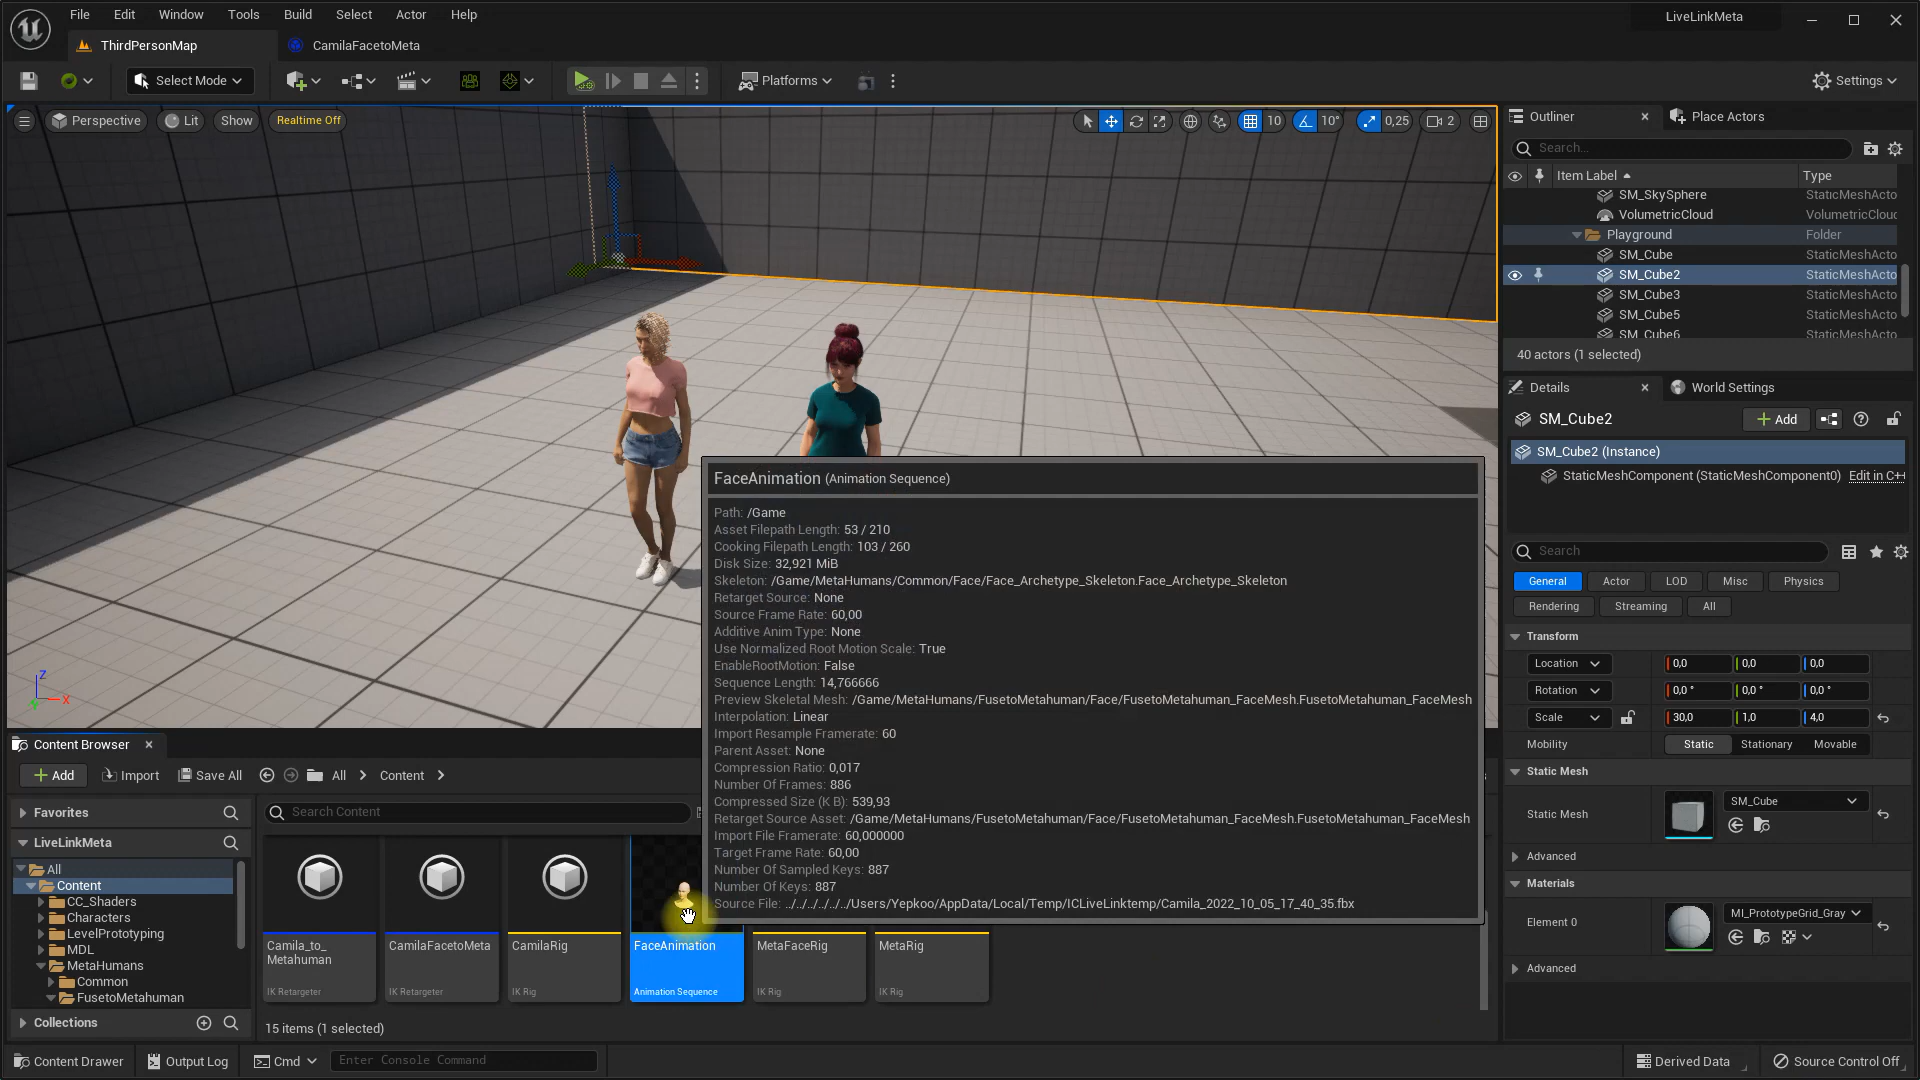 File Edit Window Tools Build Select Actor Help
LiveLinkMeta
ThirdPersonMap
CamilaFacetoMeta
Select Mode
Platforms
Settings
Perspective
Lit
Show
Realtime Off
10
10°
0,25
2
Outliner
Place Actors
Search...
Item Label
Type
SM_SkySphere StaticMeshActo
VolumetricCloud VolumetricClouc
Playground Folder
SM_Cube StaticMeshActo
SM_Cube2 StaticMeshActo
SM_Cube3 StaticMeshActo
SM_Cube5 StaticMeshActo
SM_Cube6 StaticMeshActo
40 actors (1 selected)
Details
World Settings
SM_Cube2
Add
SM_Cube2 (Instance)
StaticMeshComponent (StaticMeshComponent0) Edit in C++
Search
General Actor LOD Misc Physics
Rendering Streaming All
Transform
Location 0,0 0,0 0,0
Rotation 0,0 ° 0,0 ° 0,0 °
Scale 30,0 1,0 4,0
Mobility Static Stationary Movable
Static Mesh
Static Mesh SM_Cube
Advanced
Materials
Element 0 MI_PrototypeGrid_Gray
Advanced
FaceAnimation (Animation Sequence)
Path: /Game
Asset Filepath Length: 53 / 210
Cooking Filepath Length: 103 / 260
Disk Size: 32,921 MiB
Skeleton: /Game/MetaHumans/Common/Face/Face_Archetype_Skeleton.Face_Archetype_Skeleton
Retarget Source: None
Source Frame Rate: 60,00
Additive Anim Type: None
Use Normalized Root Motion Scale: True
EnableRootMotion: False
Sequence Length: 14,766666
Preview Skeletal Mesh: /Game/MetaHumans/FusetoMetahuman/Face/FusetoMetahuman_FaceMesh.FusetoMetahuman_FaceMesh
Interpolation: Linear
Import Resample Framerate: 60
Parent Asset: None
Compression Ratio: 0,017
Number Of Frames: 886
Compressed Size (K B): 539,93
Retarget Source Asset: /Game/MetaHumans/FusetoMetahuman/Face/FusetoMetahuman_FaceMesh.FusetoMetahuman_FaceMesh
Import File Framerate: 60,000000
Target Frame Rate: 60,00
Number Of Sampled Keys: 887
Number Of Keys: 887
Source File: ../../../../../../Users/Yepkoo/AppData/Local/Temp/ICLiveLinktemp/Camila_2022_10_05_17_40_35.fbx
Z
X
Y
Content Browser
Add
Import
Save All
All
Content
Favorites
Search Content
LiveLinkMeta
All
Content
CC_Shaders
Characters
LevelPrototyping
MDL
MetaHumans
Common
FusetoMetahuman
Collections
Camila_to_
Metahuman
IK Retargeter
CamilaFacetoMeta
IK Retargeter
CamilaRig
IK Rig
FaceAnimation
Animation Sequence
MetaFaceRig
IK Rig
MetaRig
IK Rig
15 items (1 selected)
Content Drawer
Output Log
Cmd
Enter Console Command
Derived Data
Source Control Off